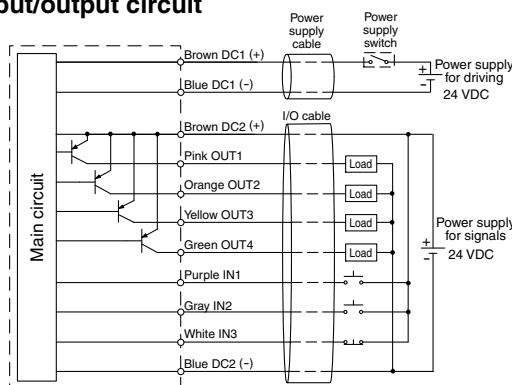 put/output circuit
Power supply cable
Power supply switch
Brown DC1 (+)
Blue DC1 (−)
+
−
Power supply for driving 24 VDC
I/O cable
Brown DC2 (+)
Pink OUT1
Load
Orange OUT2
Load
Yellow OUT3
Load
Green OUT4
Load
Main circuit
+
−
Power supply for signals 24 VDC
Purple IN1
Gray IN2
White IN3
Blue DC2 (−)